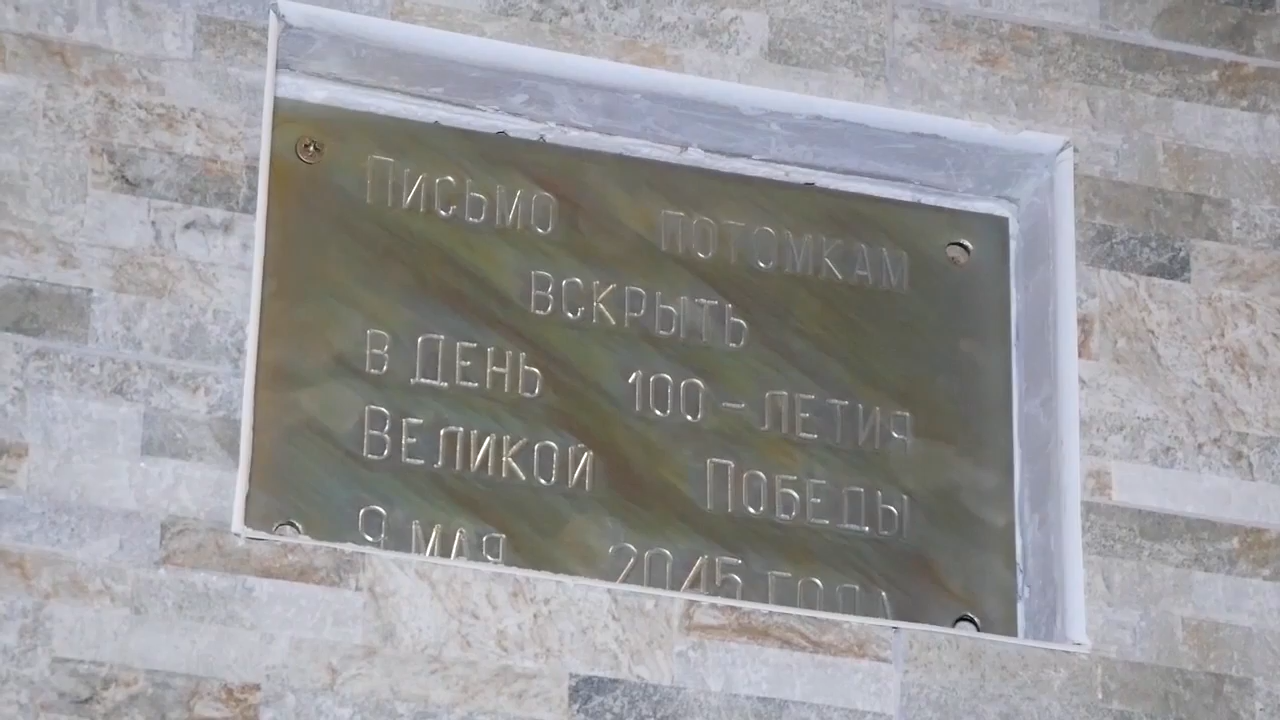 Письмо потомкам
вскрыть
в День 100-летия
Великой Победы
9 мая 2045 года